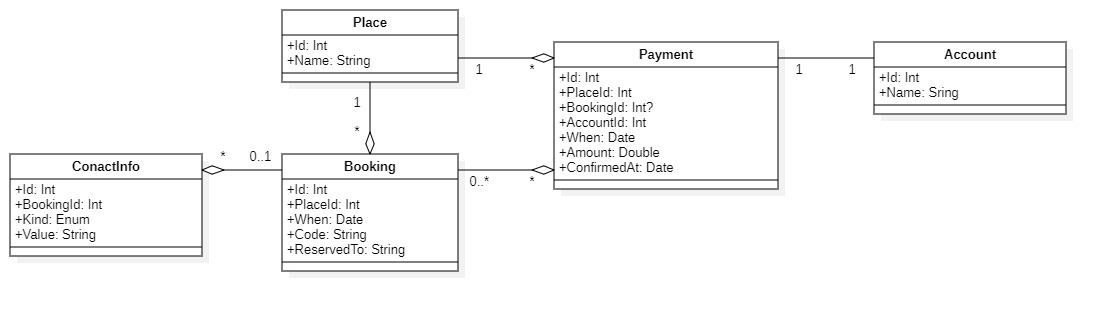 Place
+Id: Int
+Name: String
1
*
1
*
Payment
+Id: Int
+PlaceId: Int
+BookingId: Int?
+AccountId: Int
+When: Date
+Amount: Double
+ConfirmedAt: Date
1
1
Account
+Id: Int
+Name: Sring
ConactInfo
+Id: Int
+BookingId: Int
+Kind: Enum
+Value: String
*
0..1
Booking
+Id: Int
+PlaceId: Int
+When: Date
+Code: String
+ReservedTo: String
0..*
*